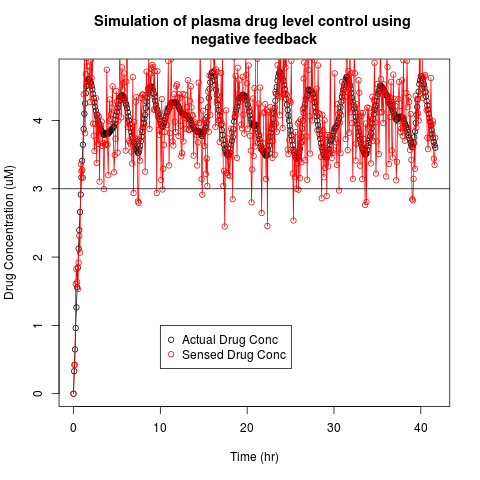 Simulation of plasma drug level control using
negative feedback
Drug Concentration (uM)
4
3
2
1
0
Actual Drug Conc
Sensed Drug Conc
0 10 20 30 40
Time (hr)